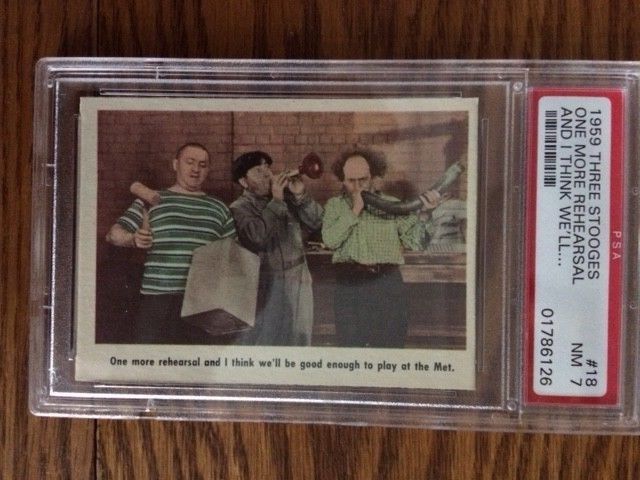 One more rehearsal and I think we'll be good enough to play at the Met.
PSA
1959 THREE STOOGES #18
ONE MORE REHEARSAL NM 7
AND I THINK WE'LL...
01786126